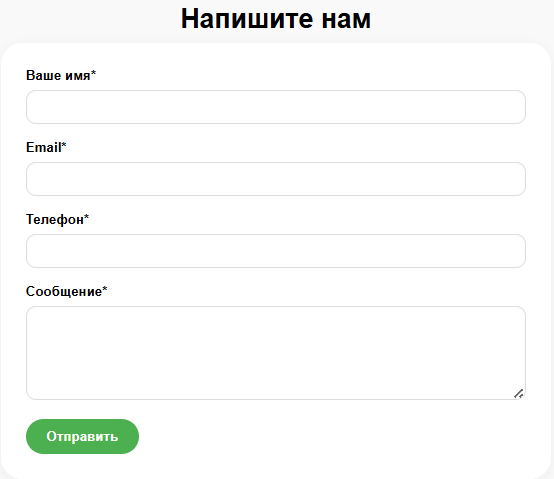 Напишите нам
Ваше имя*
Email*
Телефон*
Сообщение*
Отправить